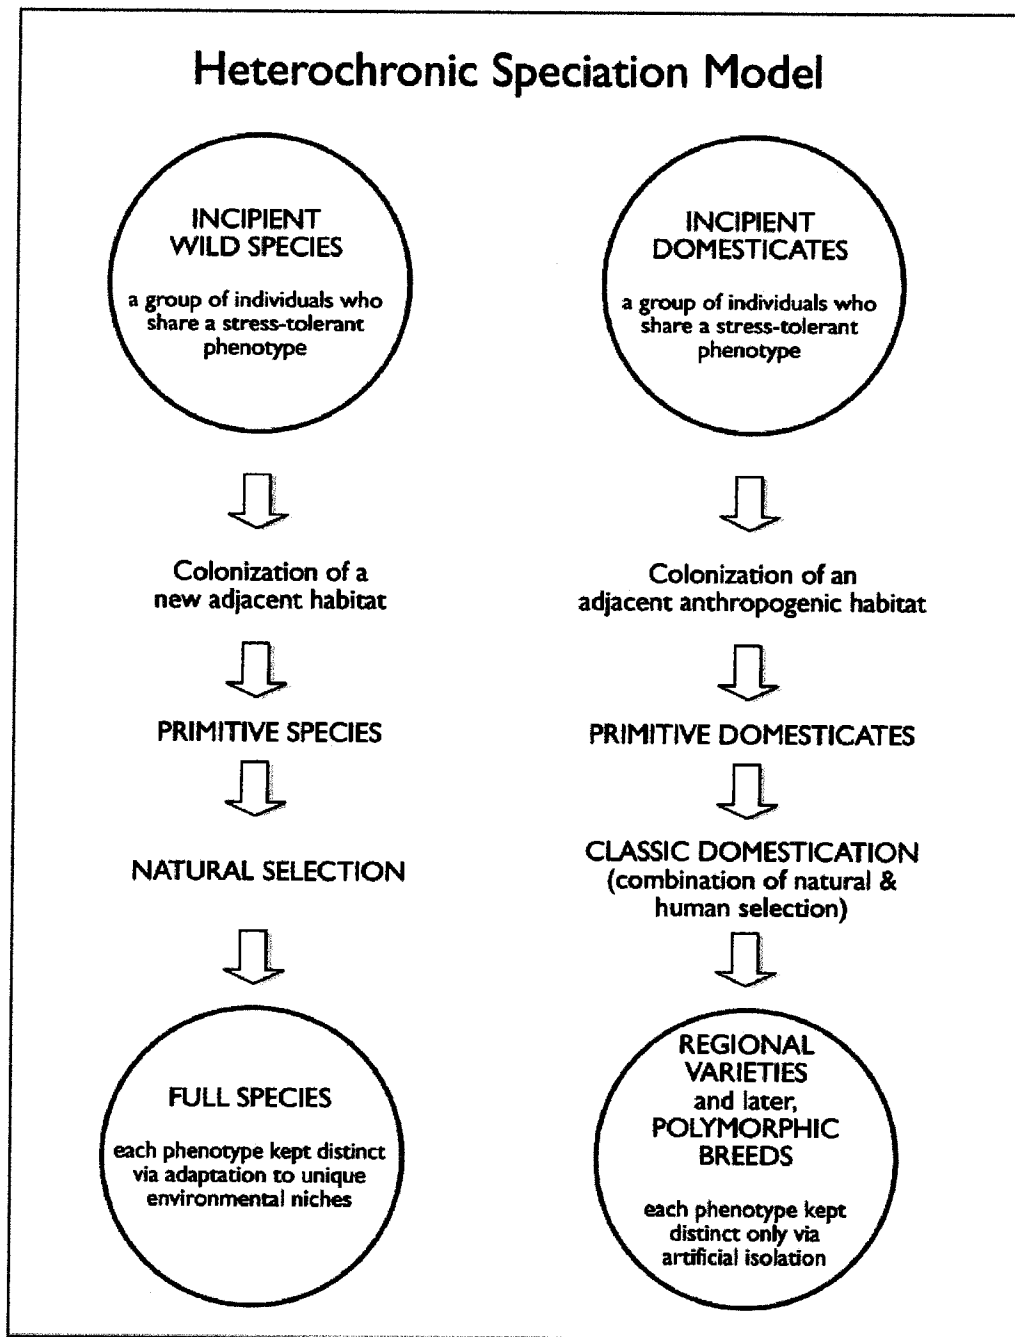 Heterochronic Speciation Model
INCIPIENT
WILD SPECIES
a group of individuals who
share a stress-tolerant
phenotype
Colonization of a
new adjacent habitat
PRIMITIVE SPECIES
NATURAL SELECTION
FULL SPECIES
each phenotype kept distinct
via adaptation to unique
environmental niches
INCIPIENT
DOMESTICATES
a group of individuals who
share a stress-tolerant
phenotype
Colonization of an
adjacent anthropogenic habitat
PRIMITIVE DOMESTICATES
CLASSIC DOMESTICATION
(combination of natural &
human selection)
REGIONAL
VARIETIES
and later,
POLYMORPHIC
BREEDS
each phenotype kept
distinct only via
artificial isolation